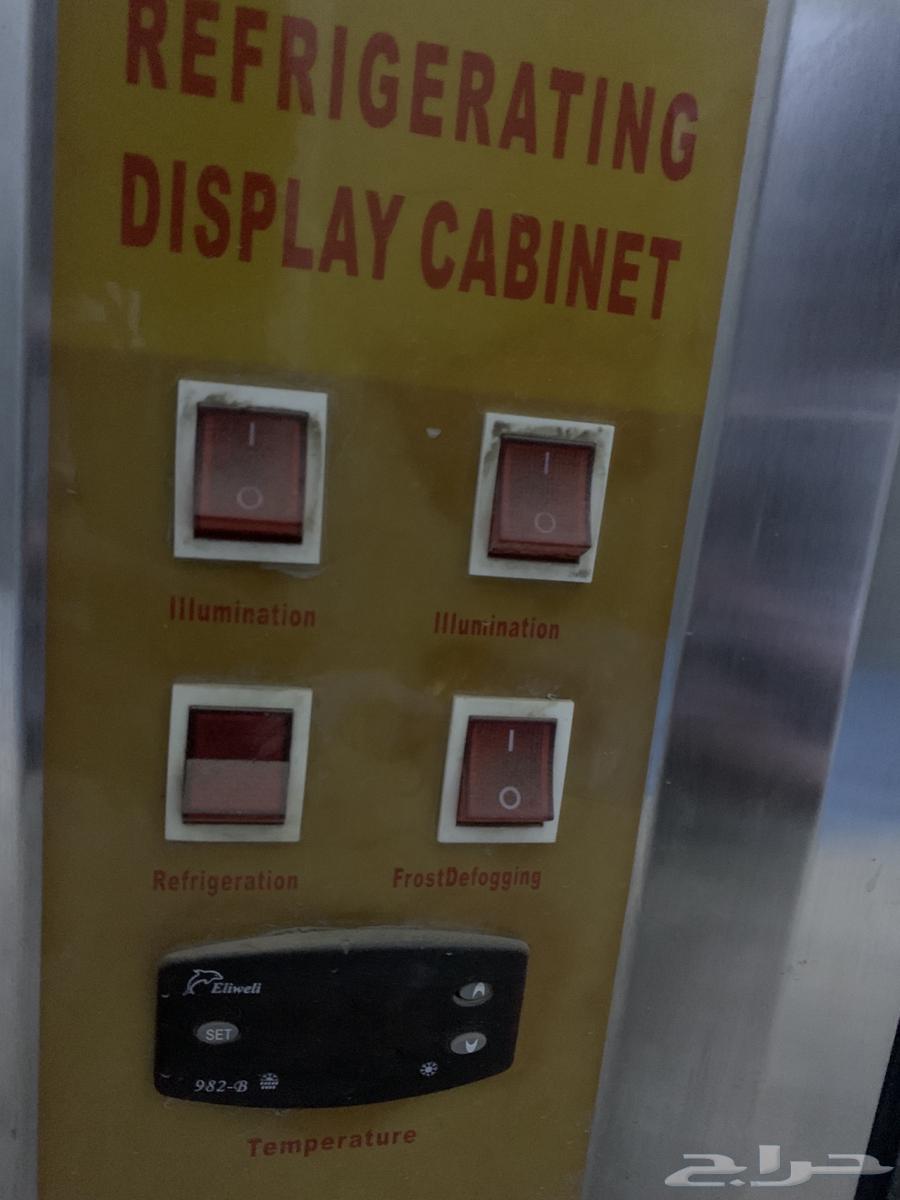 REFRIGERATING
DISPLAY CABINET
I
O
I
O
Illumination
Illumination
I
O
Refrigeration
FrostDefogging
Eliweli
SET
982-B
Temperature
حراج